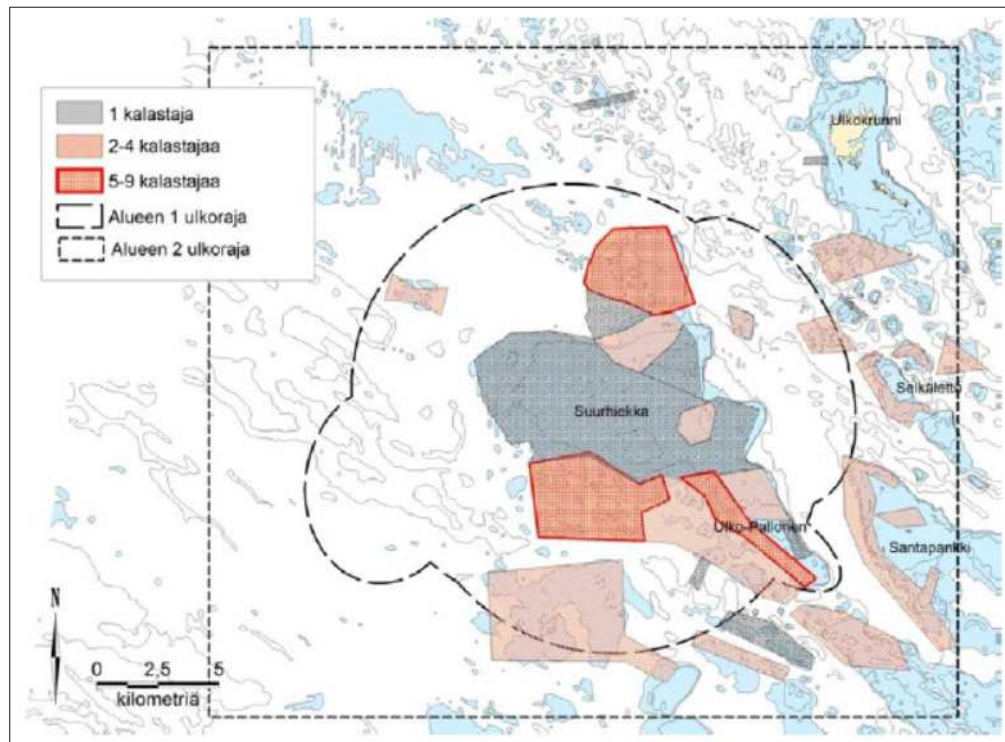 1 kalastaja
2-4 kalastajaa
5-9 kalastajaa
Alueen 1 ulkoraja
Alueen 2 ulkoraja
Ulkokrunni
Selkäletto
Suurhiekka
Ulko-Pallonen
Santapankki
N
0 2,5 5
kilometriä